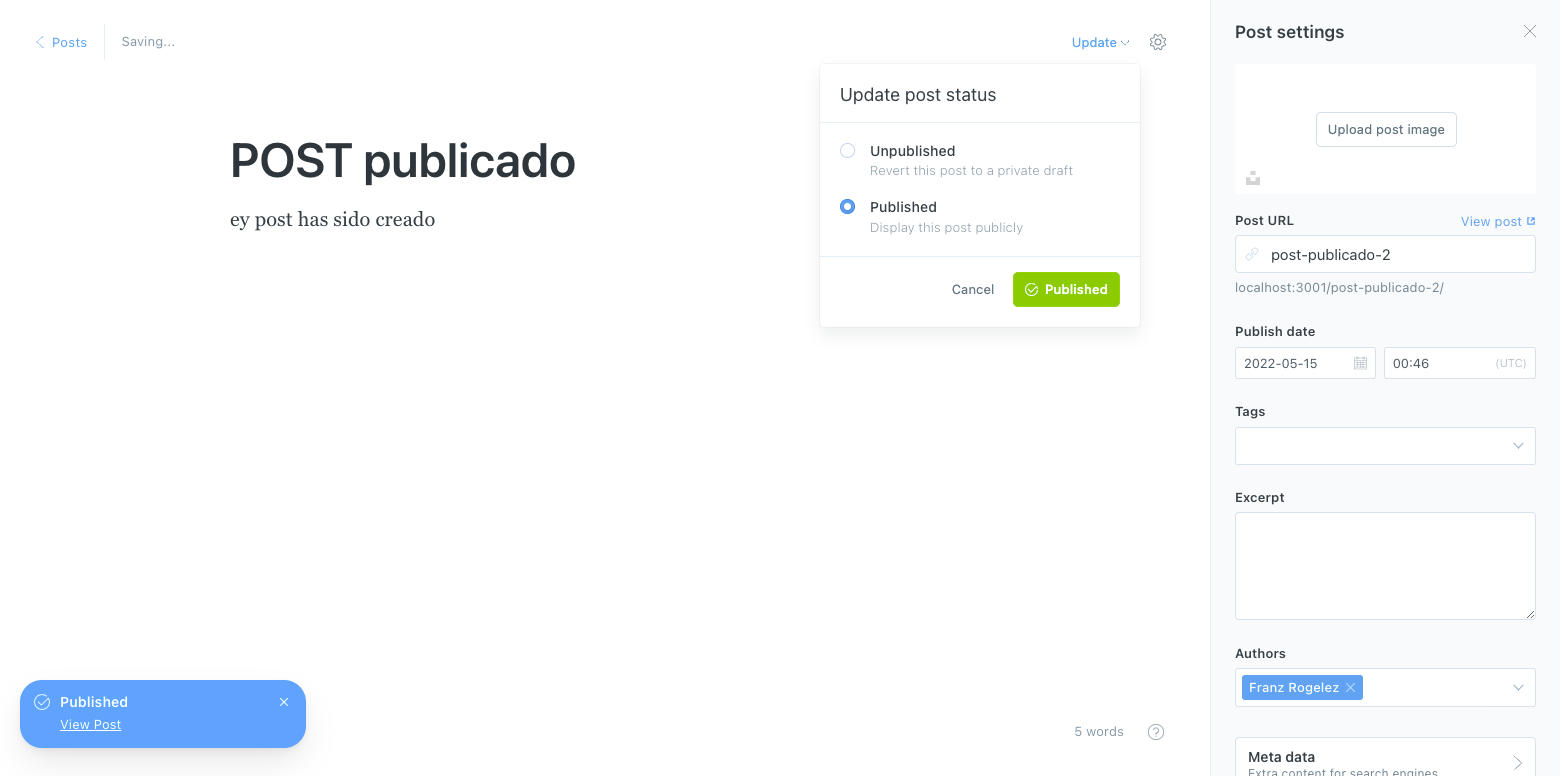 Posts
Saving...
Update
Update post status
Unpublished
Revert this post to a private draft
Published
Display this post publicly
Cancel
Published
POST publicado
ey post has sido creado
Published
View Post
5 words
?
Post settings
Upload post image
Post URL
View post
post-publicado-2
localhost:3001/post-publicado-2/
Publish date
2022-05-15
00:46
(UTC)
Tags
Excerpt
Authors
Franz Rogelez
Meta data
Extra content for search engines